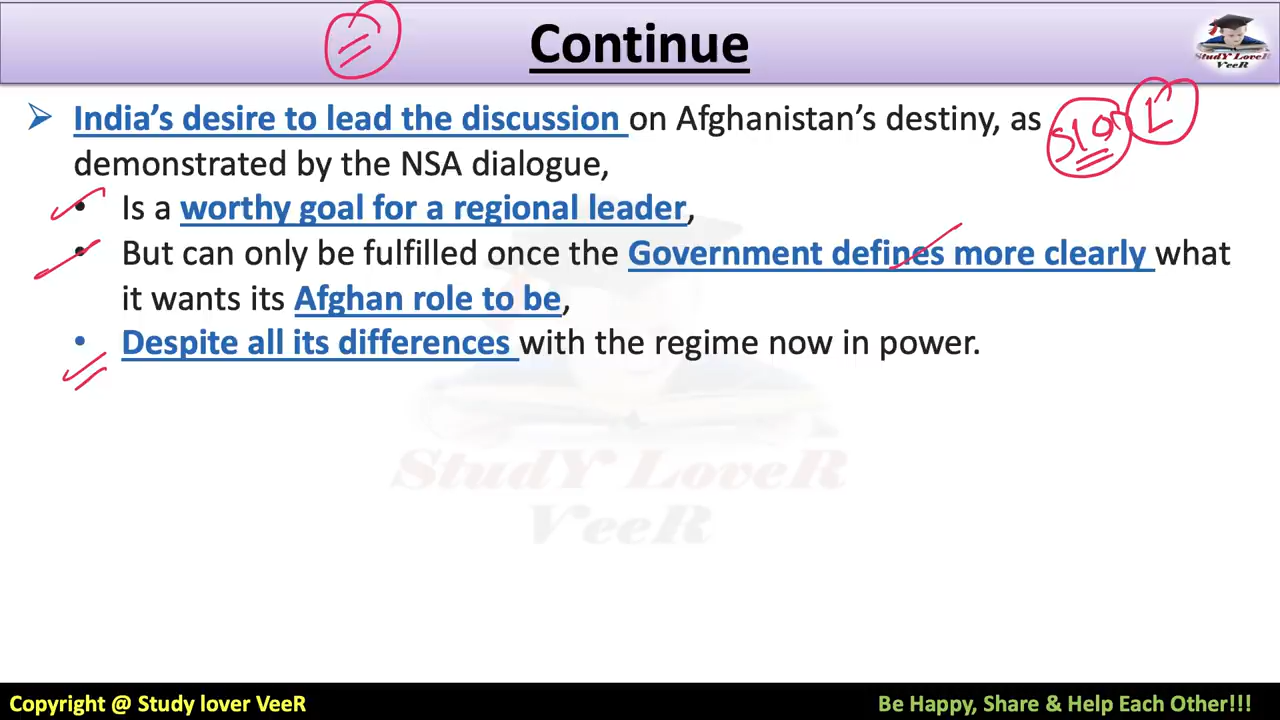 Continue
StudY LoveR
VeeR
➢ India's desire to lead the discussion on Afghanistan's destiny, as
demonstrated by the NSA dialogue,
• Is a worthy goal for a regional leader,
• But can only be fulfilled once the Government defines more clearly what
it wants its Afghan role to be,
• Despite all its differences with the regime now in power.
StudY LoveR
VeeR
Copyright @ Study lover VeeR
Be Happy, Share & Help Each Other!!!